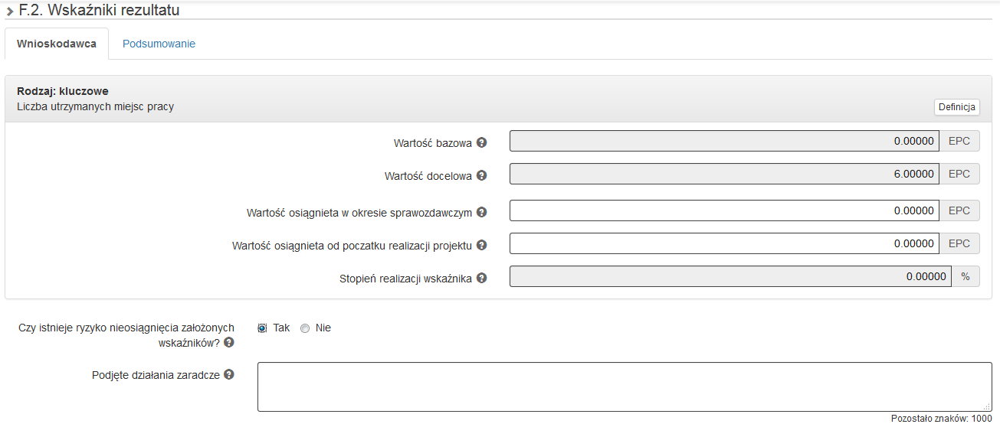 F.2. Wskaźniki rezultatu
Wnioskodawca Podsumowanie
Rodzaj: kluczowe
Liczba utrzymanych miejsc pracy
Definicja
Wartość bazowa 0.00000 EPC
Wartość docelowa 6.00000 EPC
Wartość osiągnieta w okresie sprawozdawczym 0.00000 EPC
Wartość osiągnieta od poczatku realizacji projektu 0.00000 EPC
Stopień realizacji wskaźnika 0.00000 %
Czy istnieje ryzyko nieosiągnięcia założonych
wskaźników? Tak Nie
Podjęte działania zaradcze
Pozostało znaków: 1000